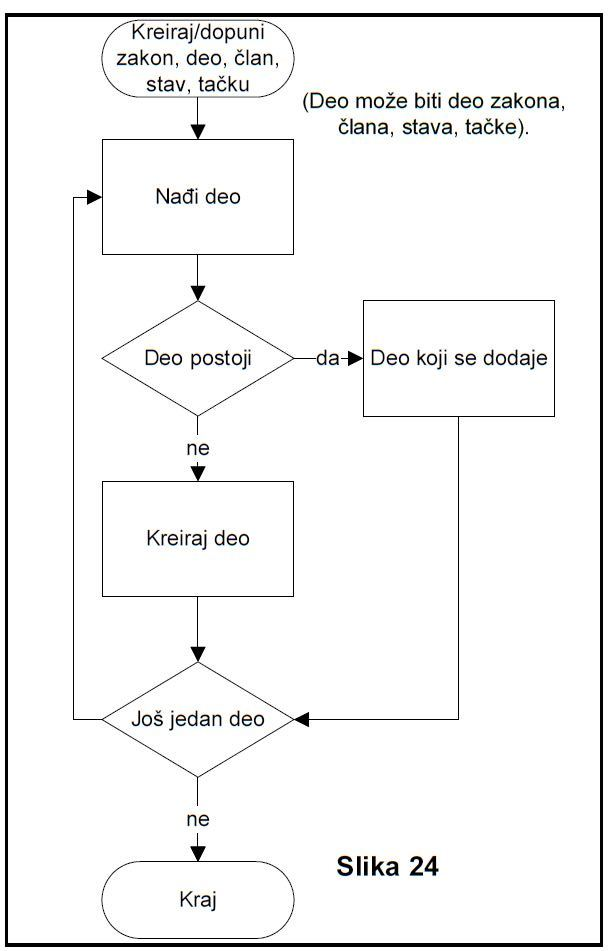 Kreiraj/dopuni
zakon, deo, član,
stav, tačku
(Deo može biti deo zakona,
člana, stava, tačke).
Nađi deo
Deo postoji
da
Deo koji se dodaje
ne
Kreiraj deo
Još jedan deo
ne
Slika 24
Kraj